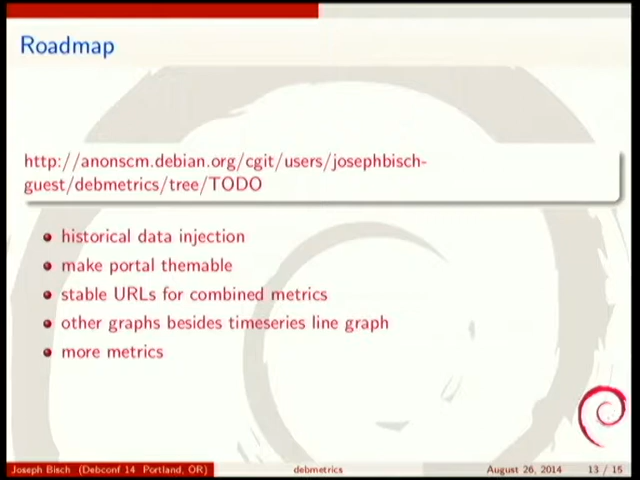 Roadmap
http://anonscm.debian.org/cgit/users/josephbisch-
guest/debmetrics/tree/TODO
historical data injection
make portal themable
stable URLs for combined metrics
other graphs besides timeseries line graph
more metrics
Joseph Bisch (Debconf 14 Portland, OR) debmetrics August 26, 2014 13 / 15